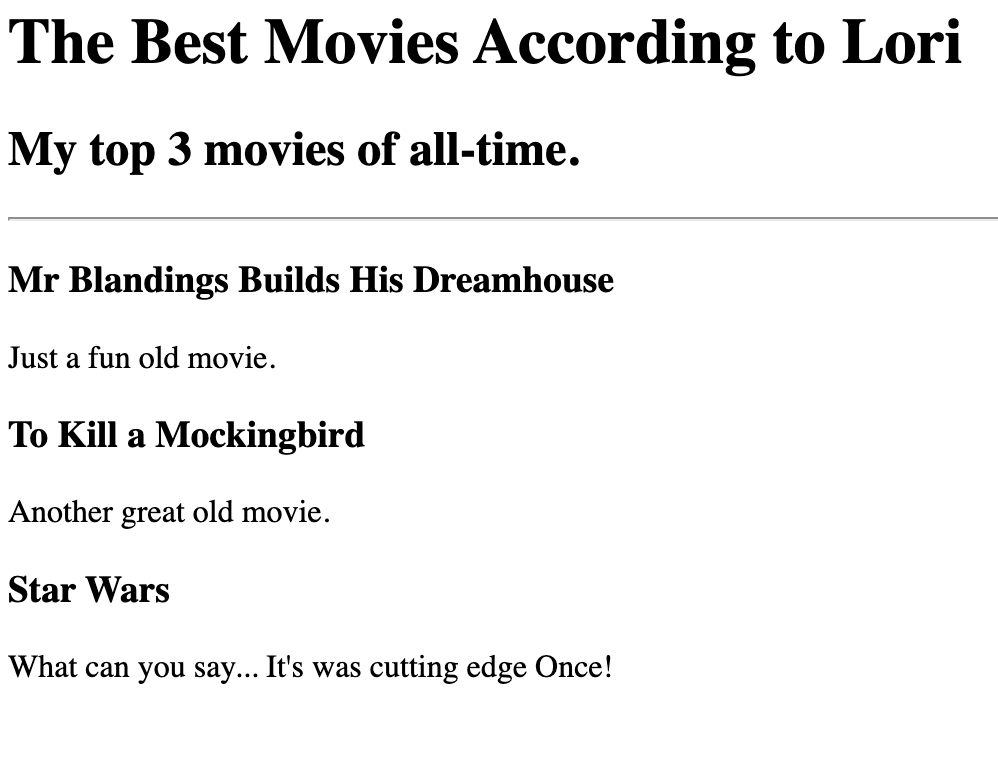 The Best Movies According to Lori
My top 3 movies of all-time.
Mr Blandings Builds His Dreamhouse
Just a fun old movie.
To Kill a Mockingbird
Another great old movie.
Star Wars
What can you say... It's was cutting edge Once!